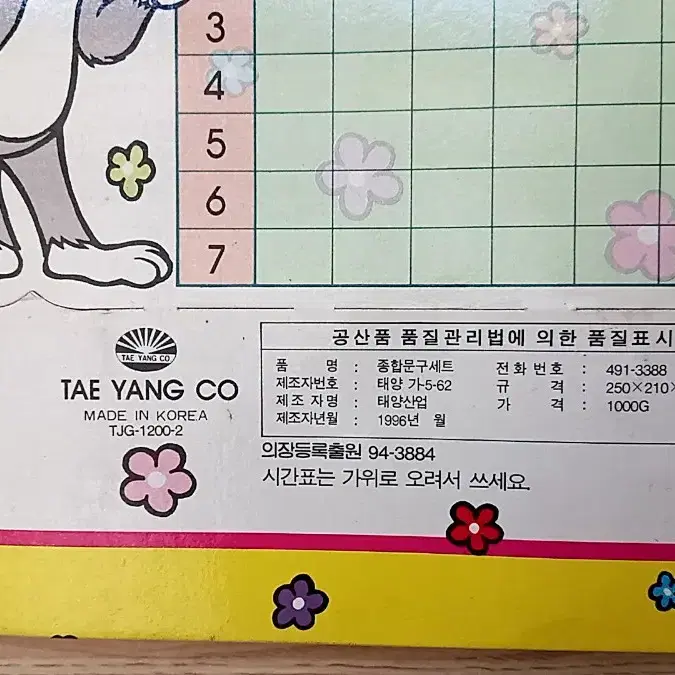 3
4
5
6
7
TAE YANG CO
TAE YANG CO
MADE IN KOREA
TJG-1200-2
공산품 품질관리법에 의한 품질표시
품 명 : 종합문구세트 전화번호 : 491-3388
제조자번호 : 태양 가-5-62 규 격 : 250×210×
제조자명 : 태양산업 가 격 : 1000G
제조자년월 : 1996년 월
의장등록출원 94-3884
시간표는 가위로 오려서 쓰세요.